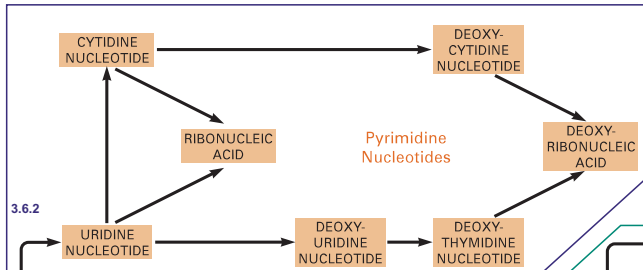 CYTIDINE
NUCLEOTIDE
DEOXY-
CYTIDINE
NUCLEOTIDE
RIBONUCLEIC
ACID
Pyrimidine
Nucleotides
DEOXY-
RIBONUCLEIC
ACID
3.6.2
URIDINE
NUCLEOTIDE
DEOXY-
URIDINE
NUCLEOTIDE
DEOXY-
THYMIDINE
NUCLEOTIDE